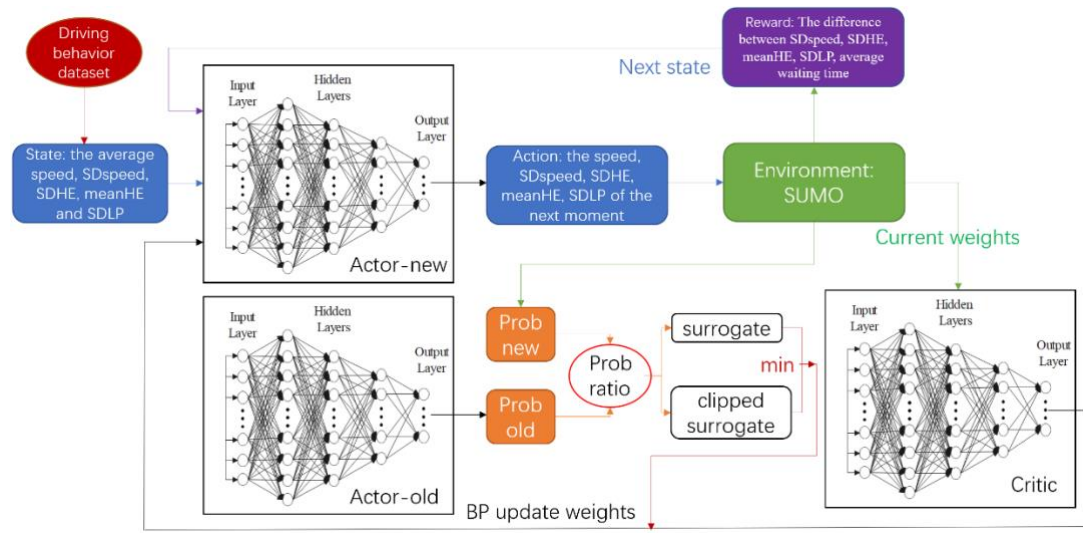 Driving
behavior
dataset
State: the average
speed, SDspeed,
SDHE, meanHE
and SDLP
Input
Layer
Hidden
Layers
Output
Layer
Actor-new
Action: the speed,
SDspeed, SDHE,
meanHE, SDLP of the
next moment
Next state
Reward: The difference
between SDspeed, SDHE,
meanHE, SDLP, average
waiting time
Environment:
SUMO
Current weights
Input
Layer
Hidden
Layers
Output
Layer
Actor-old
Prob
new
Prob
old
Prob
ratio
surrogate
clipped
surrogate
min
Input
Layer
Hidden
Layers
Output
Layer
Critic
BP update weights